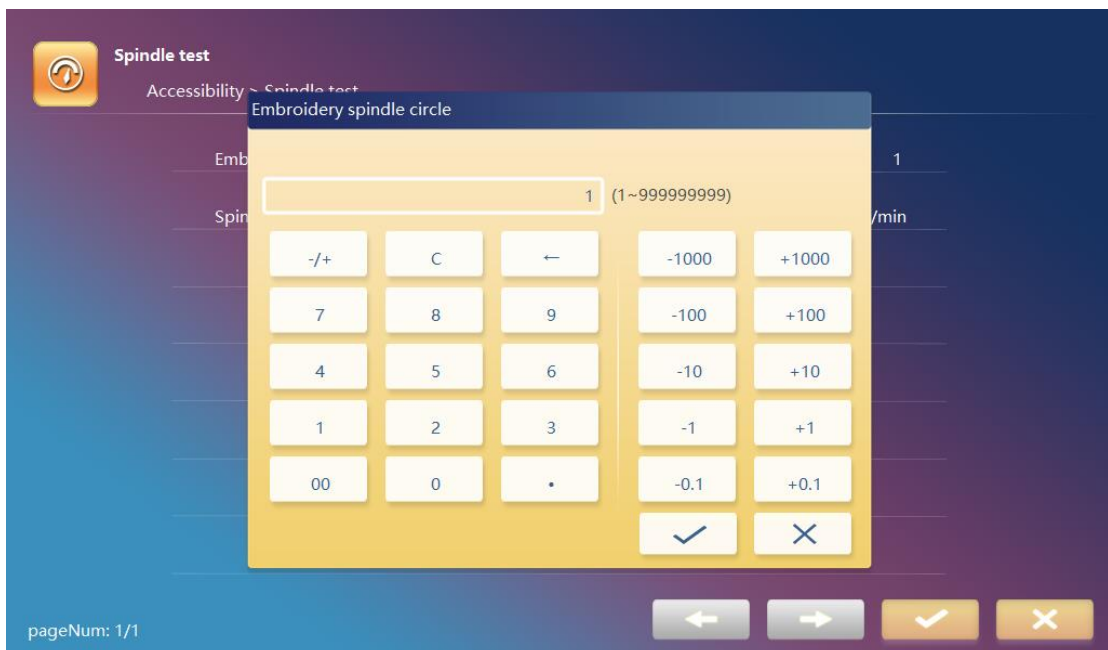 Spindle test
Accessibility > Spindle test
Embroidery spindle circle
Emb
1
1 (1~999999999)
Spin
/min
-/+ C ← -1000 +1000
7 8 9 -100 +100
4 5 6 -10 +10
1 2 3 -1 +1
00 0 • -0.1 +0.1
pageNum: 1/1